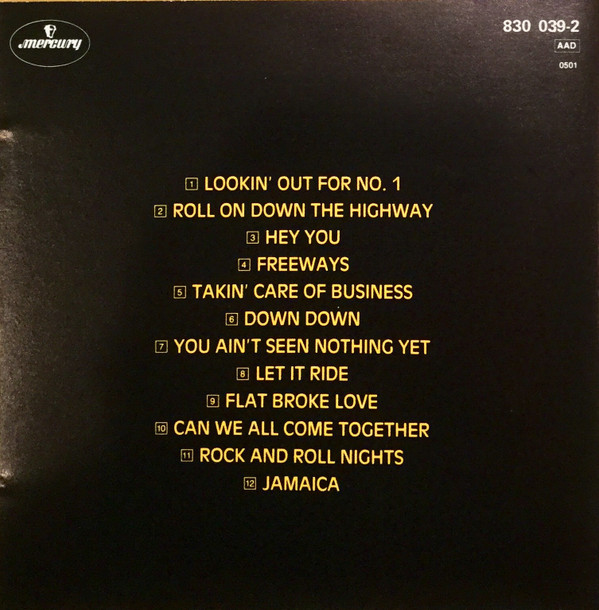 mercury
830 039-2
AAD
0501
1 LOOKIN' OUT FOR NO. 1
2 ROLL ON DOWN THE HIGHWAY
3 HEY YOU
4 FREEWAYS
5 TAKIN' CARE OF BUSINESS
6 DOWN DOWN
7 YOU AIN'T SEEN NOTHING YET
8 LET IT RIDE
9 FLAT BROKE LOVE
10 CAN WE ALL COME TOGETHER
11 ROCK AND ROLL NIGHTS
12 JAMAICA